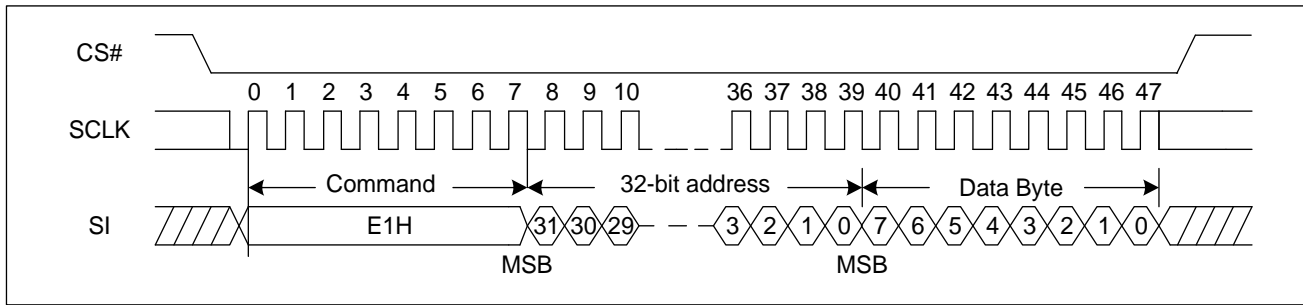 CS#
0 1 2 3 4 5 6 7 8 9 10 36 37 38 39 40 41 42 43 44 45 46 47
SCLK
Command 32-bit address Data Byte
SI E1H 31 30 29 3 2 1 0 7 6 5 4 3 2 1 0
MSB MSB